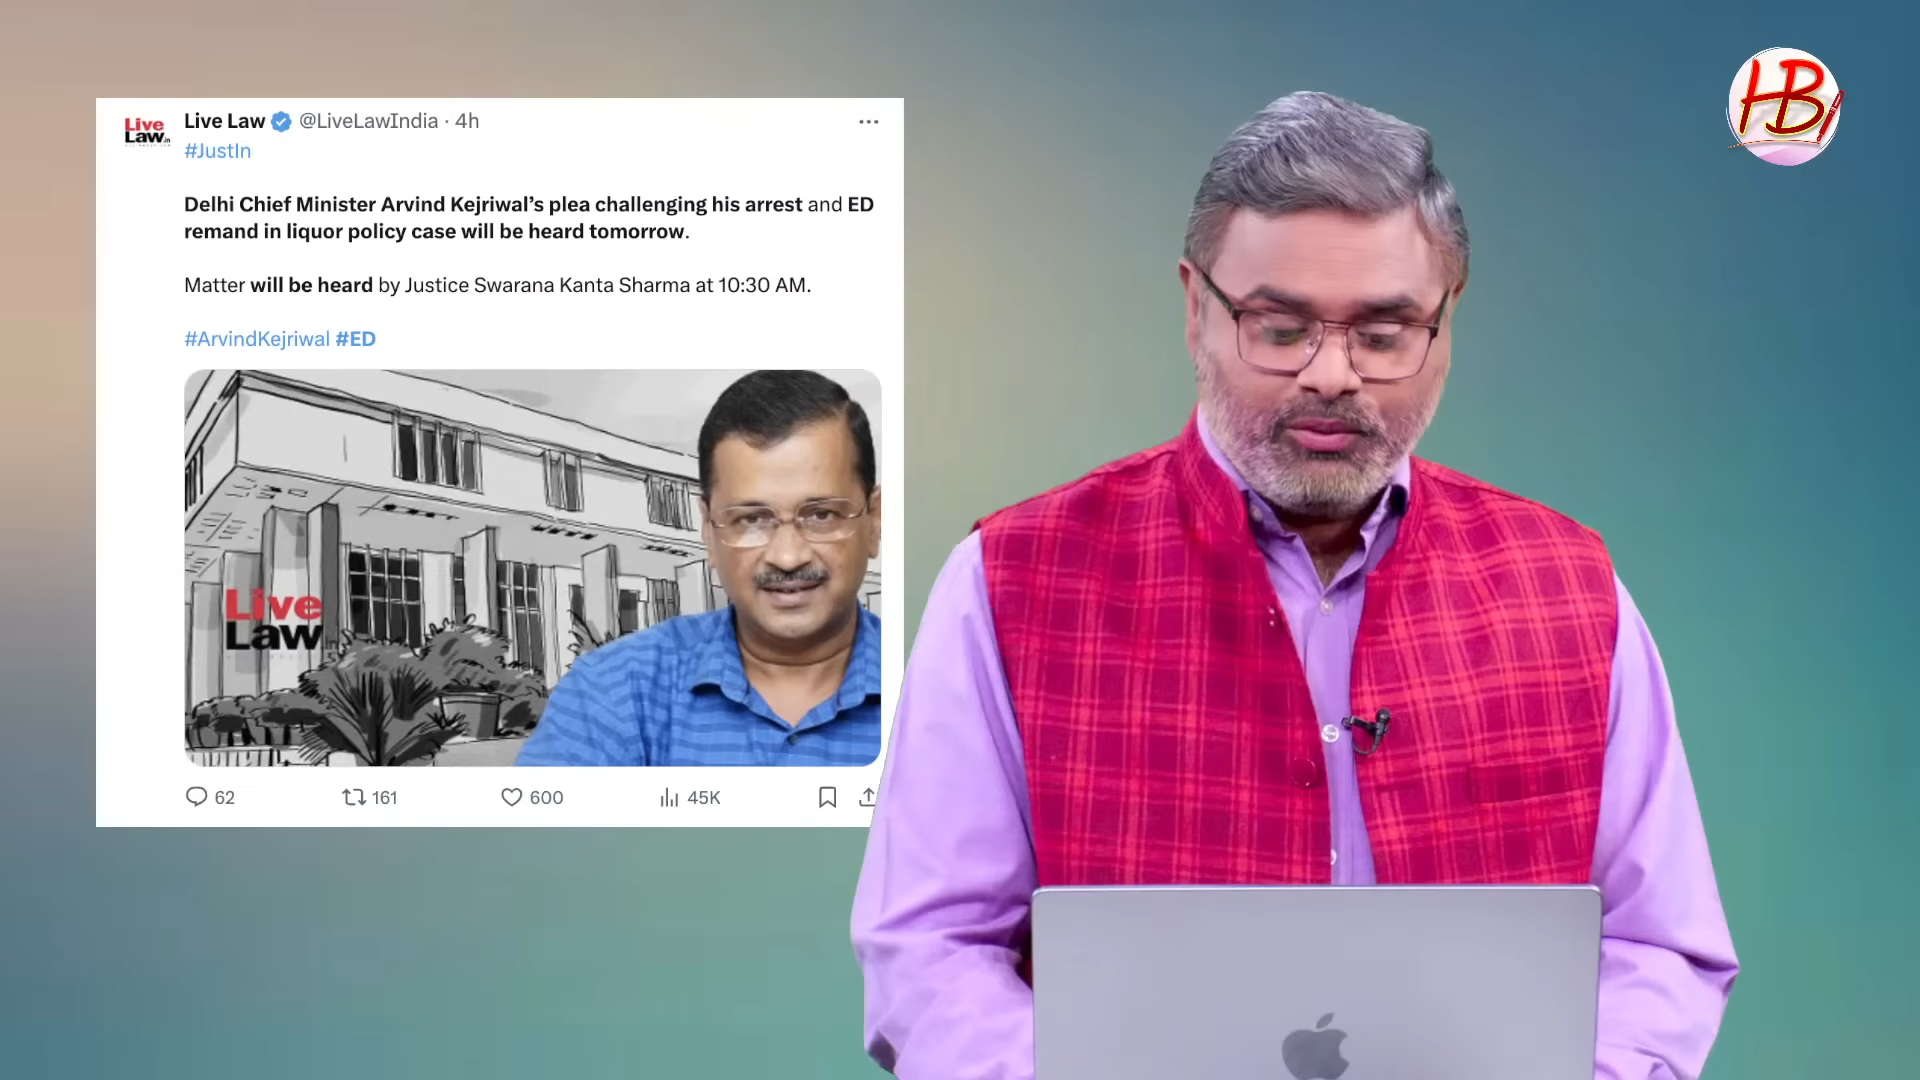 Live Law @LiveLawIndia · 4h
#JustIn
Delhi Chief Minister Arvind Kejriwal’s plea challenging his arrest and ED
remand in liquor policy case will be heard tomorrow.
Matter will be heard by Justice Swarana Kanta Sharma at 10:30 AM.
#ArvindKejriwal #ED
Live
Law.in
Live
Law.in
62 161 600 45K
HB